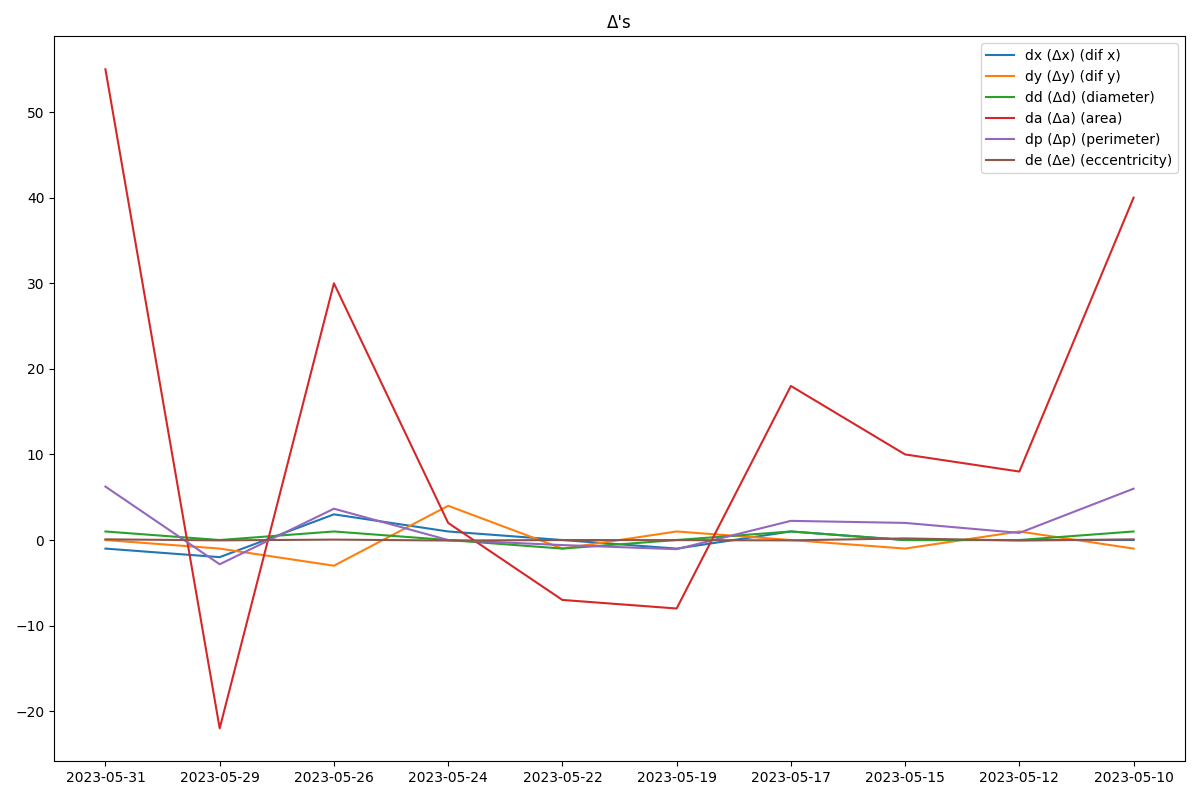 Δ's
dx (Δx) (dif x)
dy (Δy) (dif y)
dd (Δd) (diameter)
da (Δa) (area)
dp (Δp) (perimeter)
de (Δe) (eccentricity)
50
40
30
20
10
0
−10
−20
2023-05-31 2023-05-29 2023-05-26 2023-05-24 2023-05-22 2023-05-19 2023-05-17 2023-05-15 2023-05-12 2023-05-10